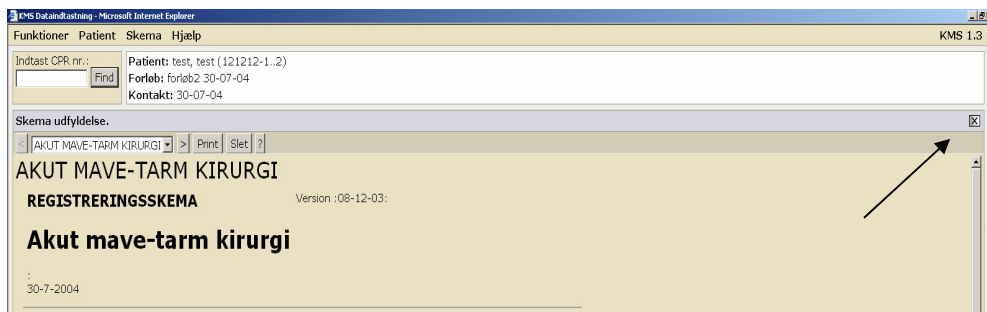 KMS Dataindtastning - Microsoft Internet Explorer
Funktioner Patient Skema Hjælp KMS 1.3
Indtast CPR nr.:
Find
Patient: test, test (121212-1..2)
Forløb: forløb2 30-07-04
Kontakt: 30-07-04
Skema udfyldelse. X
< AKUT MAVE-TARM KIRURGI > Print Slet ?
AKUT MAVE-TARM KIRURGI
REGISTRERINGSSKEMA Version :08-12-03:
Akut mave-tarm kirurgi
:
30-7-2004